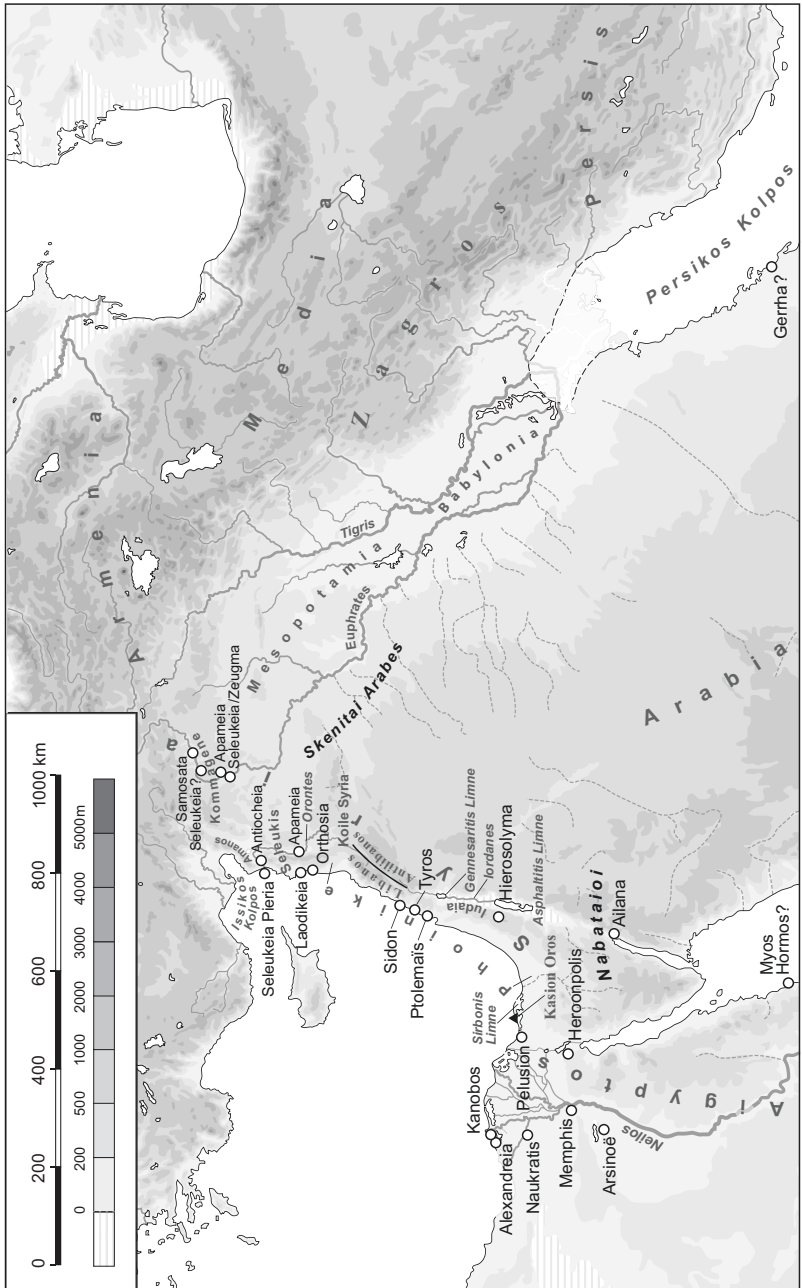 0
200
400
600
800
1000 km
0
200
500
1000
2000
3000
4000
5000m
Armenia
Media
Zagros
Persis
Persikos Kolpos
Gerrha?
Tigris
Mesopotamia
Euphrates
Babylonia
Skenitai Arabes
Arabia
Samosata
Seleukeia?
Kommagene
Apameia
Seleukeia/Zeugma
Amanos
Issikos
Kolpos
Antiocheia
Seleukeia Pieria
Seleukis
Apameia
Orontes
Laodikeia
Orthosia
Koile Syria
Libanos
Antilibanos
Phoinike
Syria
Sidon
Tyros
Ptolemaïs
Gennesaritis Limne
Iordanes
Iudaia
Hierosolyma
Asphaltitis Limne
Nabataioi
Ailana
Sirbonis
Limne
Kasion Oros
Pelusion
Heroonpolis
Kanobos
Alexandreia
Naukratis
Memphis
Arsinoë
Neilos
Aigyptos
Myos
Hormos?